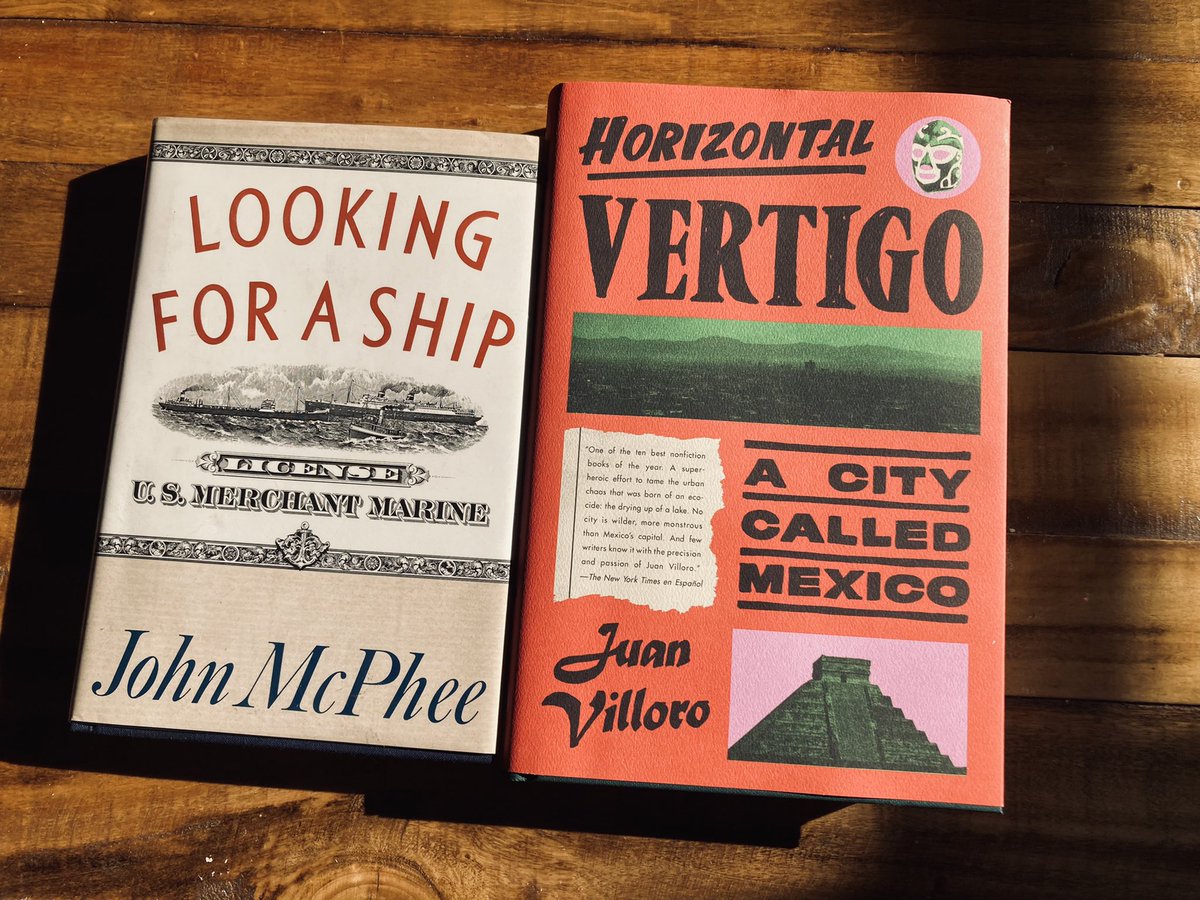 LOOKING
FOR A SHIP
LICENSE
U.S. MERCHANT MARINE
John McPhee
HORIZONTAL
VERTIGO
"One of the ten best nonfiction
books of the year. A super-
heroic effort to tame the urban
chaos that was born of an eco-
cide: the drying up of a lake. No
city is wilder, more monstrous
than Mexico's capital. And few
writers know it with the precision
and passion of Juan Villoro."
—The New York Times en Español
A CITY
CALLED
MEXICO
Juan
Villoro